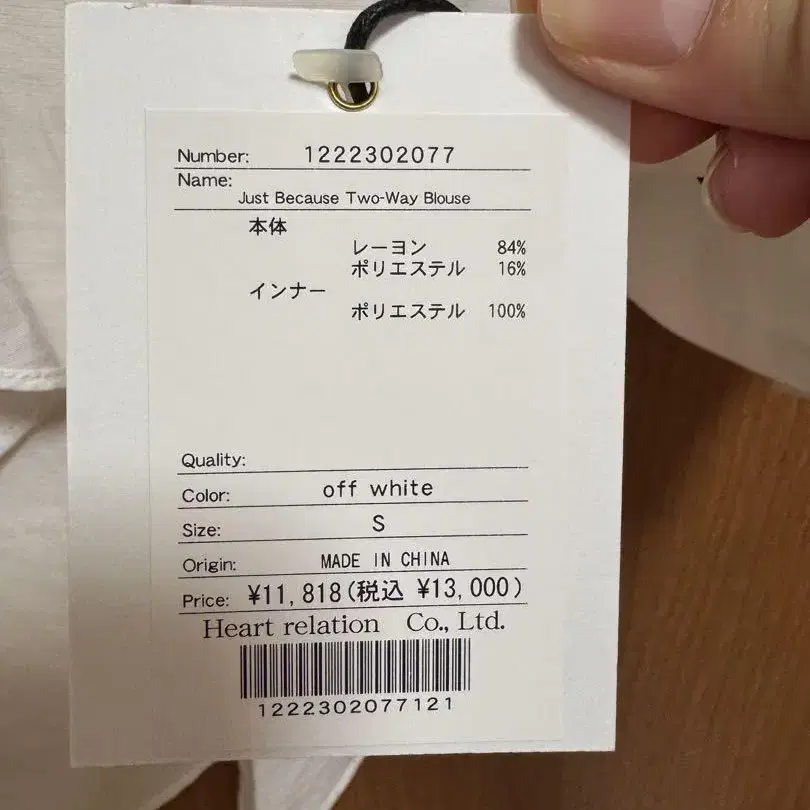 Number: 1222302077
Name:
Just Because Two-Way Blouse
本体
レーヨン 84%
ポリエステル 16%
インナー
ポリエステル 100%
Quality:
Color: off white
Size: S
Origin: MADE IN CHINA
Price: ¥11,818(税込 ¥13,000)
Heart relation Co., Ltd.
1222302077121